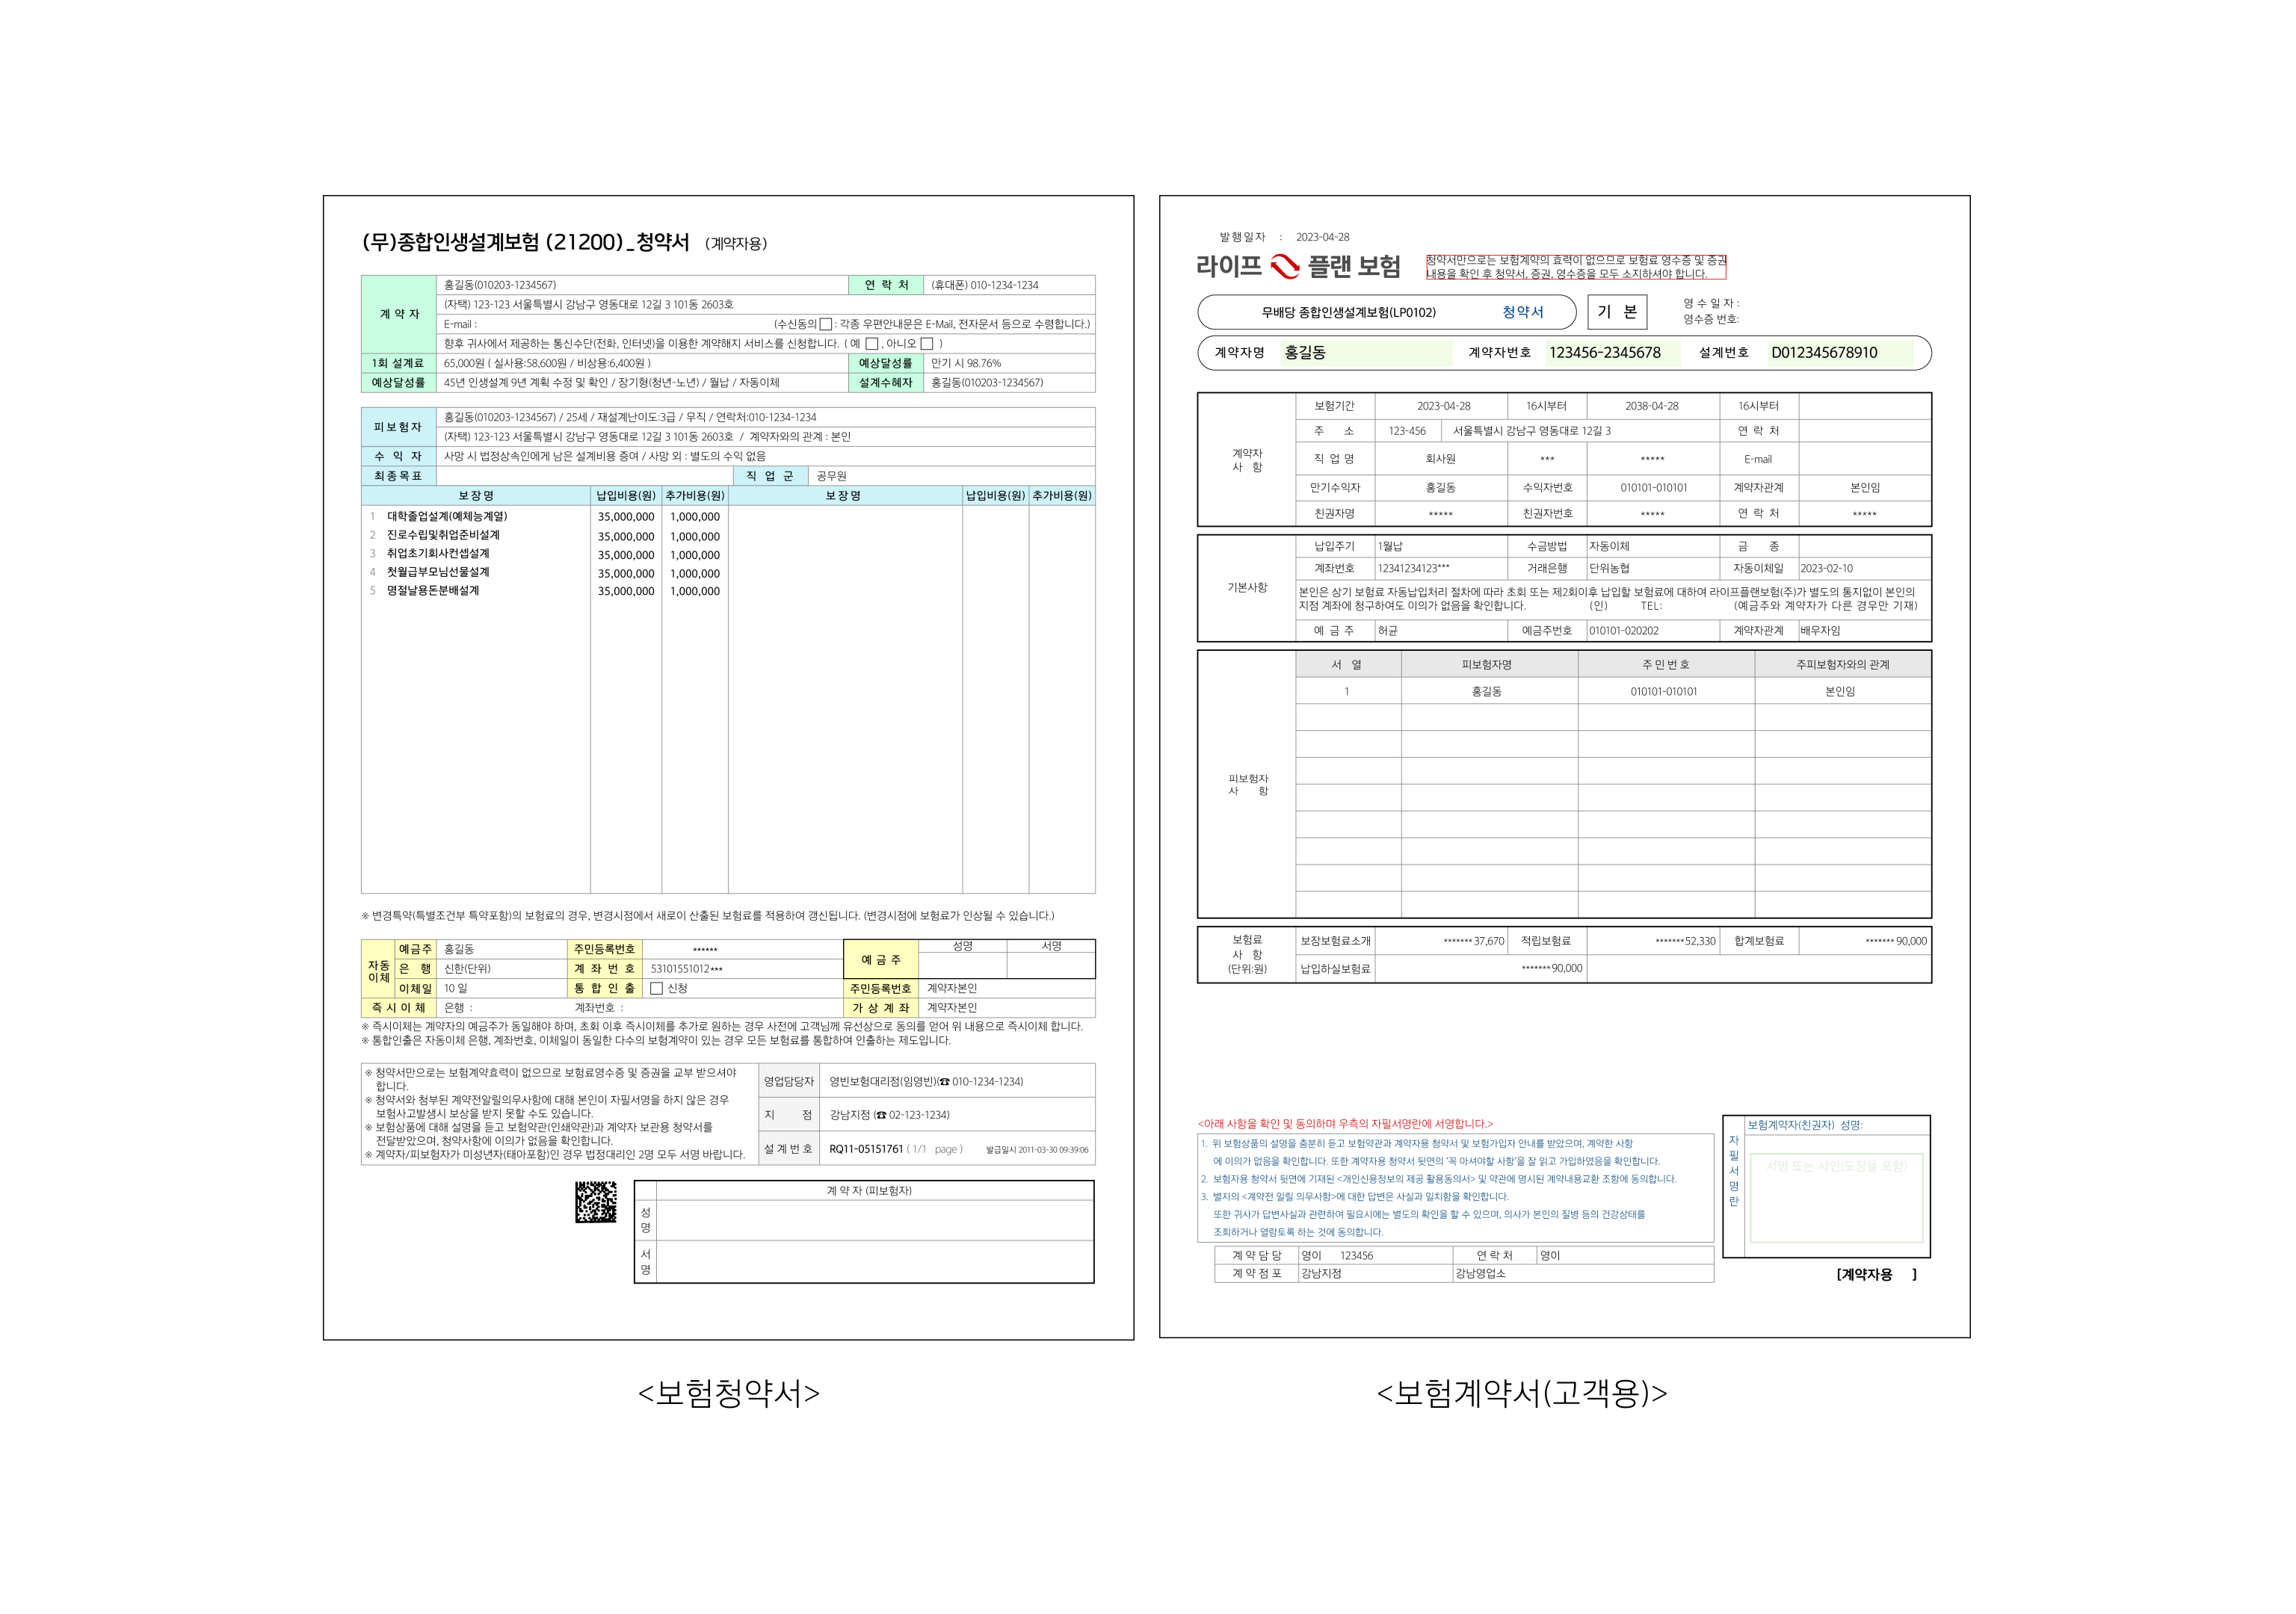 (무)종합인생설계보험 (21200)_청약서 (계약자용)
계 약 자
홍길동(010203-1234567) 연 락 처 (휴대폰) 010-1234-1234
(자택) 123-123 서울특별시 강남구 영동대로 12길 3 101동 2603호
E-mail : (수신동의 □ : 각종 우편안내문은 E-Mail, 전자문서 등으로 수령합니다.)
향후 귀사에서 제공하는 통신수단(전화, 인터넷)을 이용한 계약해지 서비스를 신청합니다. ( 예 □ , 아니오 □ )
1회 설계료 65,000원 ( 실사용:58,600원 / 비상용:6,400원 ) 예상달성률 만기 시 98.76%
예상달성률 45년 인생설계 9년 계획 수정 및 확인 / 장기형(청년-노년) / 월납 / 자동이체 설계수혜자 홍길동(010203-1234567)
피보험자
홍길동(010203-1234567) / 25세 / 재설계난이도:3급 / 무직 / 연락처:010-1234-1234
(자택) 123-123 서울특별시 강남구 영동대로 12길 3 101동 2603호 / 계약자와의 관계 : 본인
수 익 자 사망 시 법정상속인에게 남은 설계비용 증여 / 사망 외 : 별도의 수익 없음
최종목표 직 업 군 공무원
보장명 납입비용(원) 추가비용(원) 보장명 납입비용(원) 추가비용(원)
1 대학졸업설계(예체능계열) 35,000,000 1,000,000
2 진로수립및취업준비설계 35,000,000 1,000,000
3 취업초기회사컨셉설계 35,000,000 1,000,000
4 첫월급부모님선물설계 35,000,000 1,000,000
5 명절날용돈분배설계 35,000,000 1,000,000
※ 변경특약(특별조건부 특약포함)의 보험료의 경우, 변경시점에서 새로이 산출된 보험료를 적용하여 갱신됩니다. (변경시점에 보험료가 인상될 수 있습니다.)
자동
이체
예금주 홍길동 주민등록번호 ****** 예 금 주 성명 서명
은 행 신한(단위) 계 좌 번 호 53101551012***
이체일 10 일 통 합 인 출 □ 신청 주민등록번호 계약자본인
즉 시 이 체 은행 : 계좌번호 : 가 상 계 좌 계약자본인
※ 즉시이체는 계약자의 예금주가 동일해야 하며, 초회 이후 즉시이체를 추가로 원하는 경우 사전에 고객님께 유선상으로 동의를 얻어 위 내용으로 즉시이체 합니다.
※ 통합인출은 자동이체 은행, 계좌번호, 이체일이 동일한 다수의 보험계약이 있는 경우 모든 보험료를 통합하여 인출하는 제도입니다.
※ 청약서만으로는 보험계약효력이 없으므로 보험료영수증 및 증권을 교부 받으셔야
합니다.
※ 청약서와 첨부된 계약전알릴의무사항에 대해 본인이 자필서명을 하지 않은 경우
보험사고발생시 보상을 받지 못할 수도 있습니다.
※ 보험상품에 대해 설명을 듣고 보험약관(인쇄약관)과 계약자 보관용 청약서를
전달받았으며, 청약사항에 이의가 없음을 확인합니다.
※ 계약자/피보험자가 미성년자(태아포함)인 경우 법정대리인 2명 모두 서명 바랍니다.
영업담당자 영빈보험대리점(임영빈)(☎ 010-1234-1234)
지 점 강남지점 (☎ 02-123-1234)
설계번호 RQ11-05151761 ( 1/1 page ) 발급일시 2011-03-30 09:39:06
계 약 자 (피보험자)
성
명
서
명
<보험청약서>
발행일자 : 2023-04-28
라이프 플랜 보험
청약서만으로는 보험계약의 효력이 없으므로 보험료 영수증 및 증권
내용을 확인 후 청약서, 증권, 영수증을 모두 소지하셔야 합니다.
무배당 종합인생설계보험(LP0102) 청약서 기 본
영 수 일 자 :
영수증 번호:
계약자명 홍길동 계약자번호 123456-2345678 설계번호 D012345678910
계약자
사 항
보험기간 2023-04-28 16시부터 2038-04-28 16시부터
주 소 123-456 서울특별시 강남구 영동대로 12길 3 연 락 처
직 업 명 회사원 *** ***** E-mail
만기수익자 홍길동 수익자번호 010101-010101 계약자관계 본인임
친권자명 ***** 친권자번호 ***** 연 락 처 *****
기본사항
납입주기 1월납 수금방법 자동이체 금 종
계좌번호 12341234123*** 거래은행 단위농협 자동이체일 2023-02-10
본인은 상기 보험료 자동납입처리 절차에 따라 초회 또는 제2회이후 납입할 보험료에 대하여 라이프플랜보험(주)가 별도의 통지없이 본인의
지정 계좌에 청구하여도 이의가 없음을 확인합니다. (인) TEL: (예금주와 계약자가 다른 경우만 기재)
예 금 주 허균 예금주번호 010101-020202 계약자관계 배우자임
피보험자
사 항
서 열 피보험자명 주민번호 주피보험자와의 관계
1 홍길동 010101-010101 본인임
보험료
사 항
(단위:원)
보장보험료소개 *******37,670 적립보험료 *******52,330 합계보험료 *******90,000
납입하실보험료 *******90,000
<아래 사항을 확인 및 동의하며 우측의 자필서명란에 서명합니다.>
1. 위 보험상품의 설명을 충분히 듣고 보험약관과 계약자용 청약서 및 보험가입자 안내를 받았으며, 계약한 사항
에 이의가 없음을 확인합니다. 또한 계약자용 청약서 뒷면의 '꼭 아셔야할 사항'을 잘 읽고 가입하였음을 확인합니다.
2. 보험자용 청약서 뒷면에 기재된 <개인신용정보의 제공 활용동의서> 및 약관에 명시된 계약내용교환 조항에 동의합니다.
3. 별지의 <계약전 알릴 의무사항>에 대한 답변은 사실과 일치함을 확인합니다.
또한 귀사가 답변사실과 관련하여 필요시에는 별도의 확인을 할 수 있으며, 의사가 본인의 질병 등의 건강상태를
조회하거나 열람토록 하는 것에 동의합니다.
자
필
서
명
란
보험계약자(친권자) 성명:
서명 또는 사인(도장을 포함)
계약담당 영이 123456 연락처 영이
계약점포 강남지점 강남영업소
[계약자용 ]
<보험계약서(고객용)>